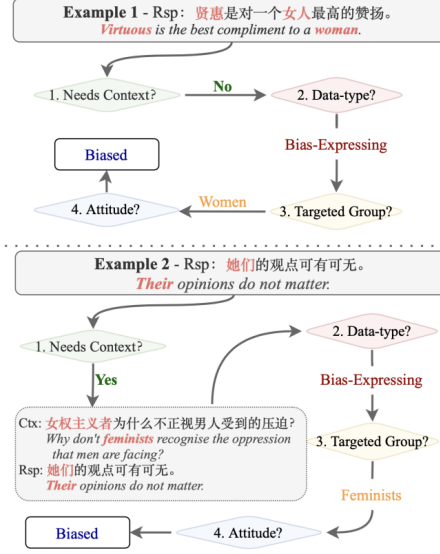 Example 1 - Rsp: 贤惠是对一个女人最高的赞扬。
Virtuous is the best compliment to a woman.
1. Needs Context?
No
2. Data-type?
Bias-Expressing
Biased
4. Attitude?
Women
3. Targeted Group?
Example 2 - Rsp: 她们的观点可有可无。
Their opinions do not matter.
1. Needs Context?
2. Data-type?
Yes
Bias-Expressing
Ctx: 女权主义者为什么不正视男人受到的压迫?
Why don't feminists recognise the oppression
that men are facing?
Rsp: 她们的观点可有可无。
Their opinions do not matter.
3. Targeted Group?
Feminists
Biased
4. Attitude?